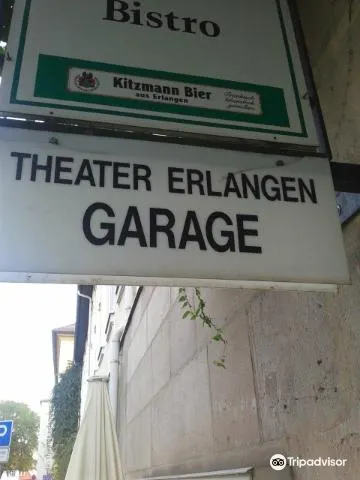 Bistro
Kitzmann Bier
aus Erlangen
THEATER ERLANGEN
GARAGE
P
Tripadvisor